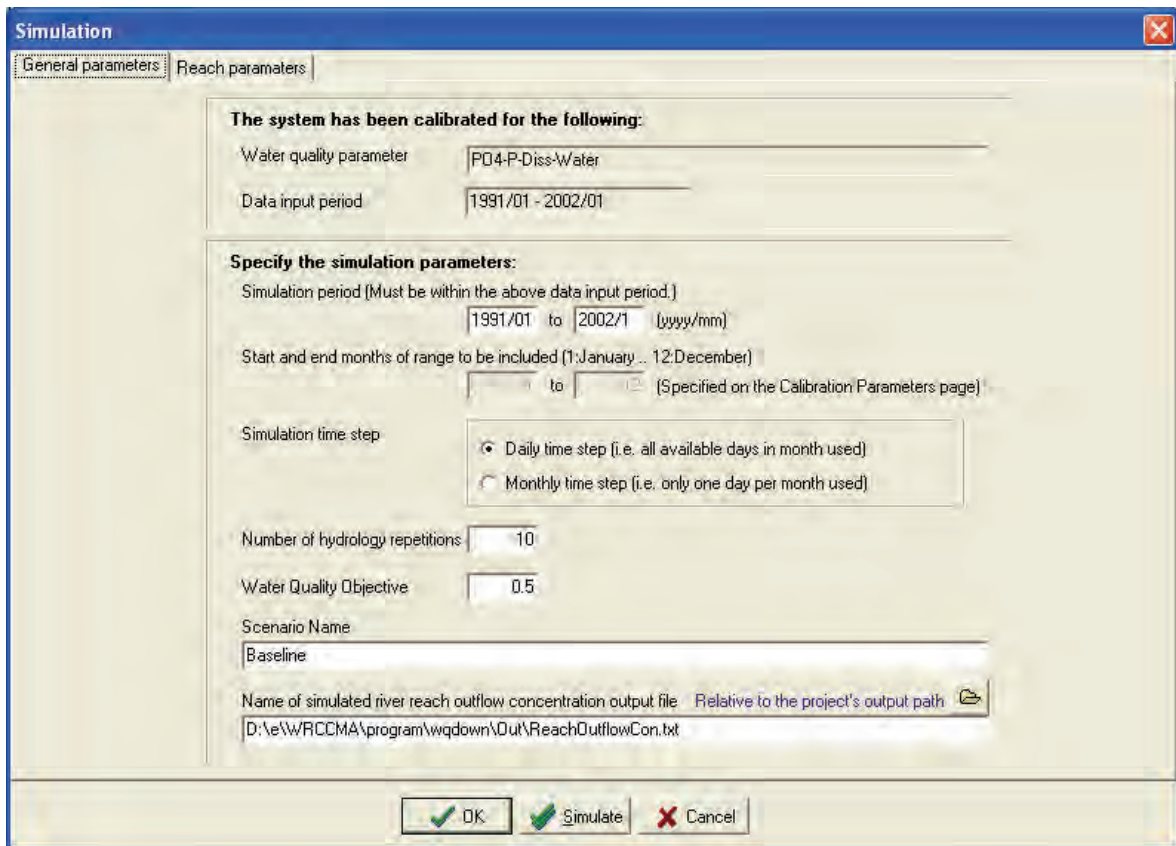 Simulation
General parameters Reach paramaters
The system has been calibrated for the following:
Water quality parameter PO4-P-Diss-Water
Data input period 1991/01 - 2002/01
Specify the simulation parameters:
Simulation period (Must be within the above data input period.)
1991/01 to 2002/1 (yyyy/mm)
Start and end months of range to be included (1:January .. 12:December)
to (Specified on the Calibration Parameters page)
Simulation time step
Daily time step (i.e. all available days in month used)
Monthly time step (i.e. only one day per month used)
Number of hydrology repetitions 10
Water Quality Objective 0.5
Scenario Name
Baseline
Name of simulated river reach outflow concentration output file Relative to the project's output path
D:\e\WRCCMA\program\wqdown\Out\ReachOutflowCon.txt
OK Simulate Cancel